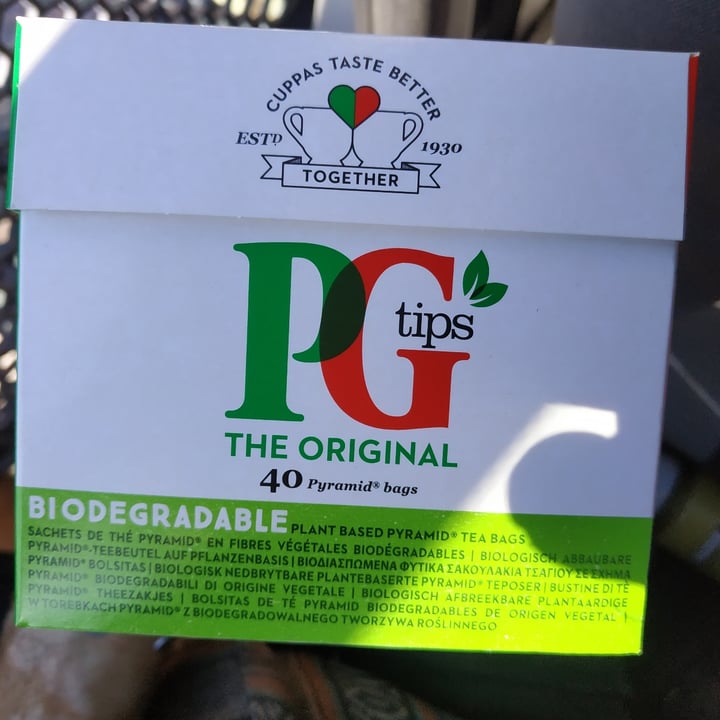 CUPPAS TASTE BETTER
ESTD 1930
TOGETHER
PG tips
THE ORIGINAL
40 Pyramid® bags
BIODEGRADABLE PLANT BASED PYRAMID® TEA BAGS
SACHETS DE THÉ PYRAMID® EN FIBRES VÉGÉTALES BIODÉGRADABLES | BIOLOGISCH ABBAUBARE
PYRAMID®-TEEBEUTEL AUF PFLANZENBASIS | ΒΙΟΔΙΑΣΠΩΜΕΝΑ ΦΥΤΙΚΑ ΣΑΚΟΥΛΑΚΙΑ ΤΣΑΓΙΟΥ ΣΕ ΣΧΗΜΑ
PYRAMID® BOLSITAS | BIOLOGISK NEDBRYTBARE PLANTEBASERTE PYRAMID® TEPOSER | BUSTINE DI TÈ
PYRAMID® BIODEGRADABILI DI ORIGINE VEGETALE | BIOLOGISCH AFBREEKBARE PLANTAARDIGE
PYRAMID® THEEZAKJES | BOLSITAS DE TÉ PYRAMID BIODEGRADABLES DE ORIGEN VEGETAL |
W TOREBKACH PYRAMID® Z BIODEGRADOWALNEGO TWORZYWA ROŚLINNEGO